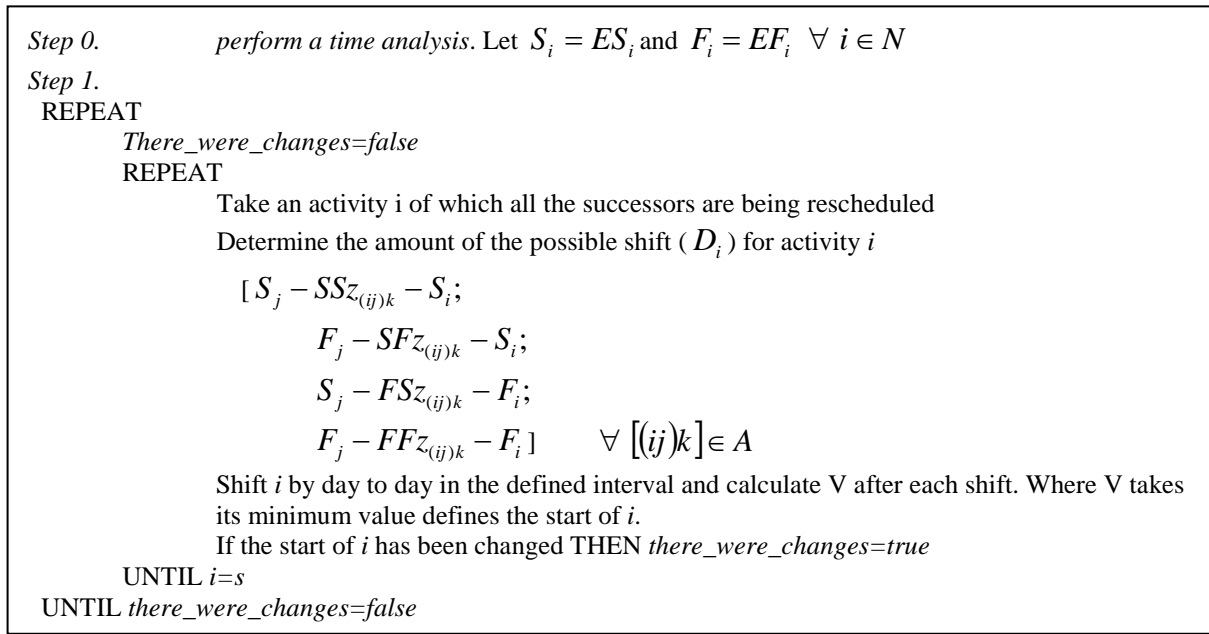 Step 0. perform a time analysis. Let S_i = ES_i and F_i = EF_i ∀ i ∈ N
Step 1.
REPEAT
There_were_changes=false
REPEAT
Take an activity i of which all the successors are being rescheduled
Determine the amount of the possible shift ( D_i ) for activity i
[ S_j − SSz_(ij)k − S_i;
F_j − SFz_(ij)k − S_i;
S_j − FSz_(ij)k − F_i;
F_j − FFz_(ij)k − F_i ] ∀ [(ij)k] ∈ A
Shift i by day to day in the defined interval and calculate V after each shift. Where V takes
its minimum value defines the start of i.
If the start of i has been changed THEN there_were_changes=true
UNTIL i=s
UNTIL there_were_changes=false